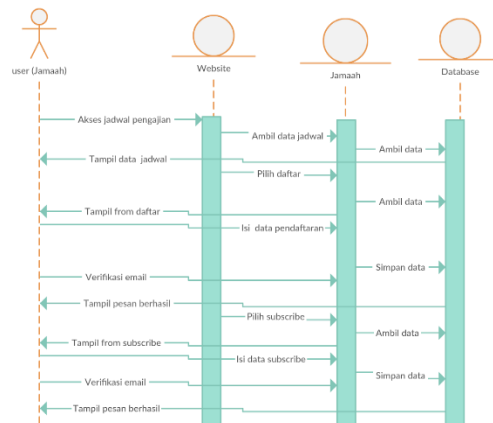 user (Jamaah)
Website
Jamaah
Database
Akses jadwal pengajian
Ambil data jadwal
Ambil data
Tampil data jadwal
Pilih daftar
Ambil data
Tampil from daftar
Isi data pendaftaran
Simpan data
Verifikasi email
Tampil pesan berhasil
Pilih subscribe
Ambil data
Tampil from subscribe
Isi data subscribe
Simpan data
Verifikasi email
Tampil pesan berhasil